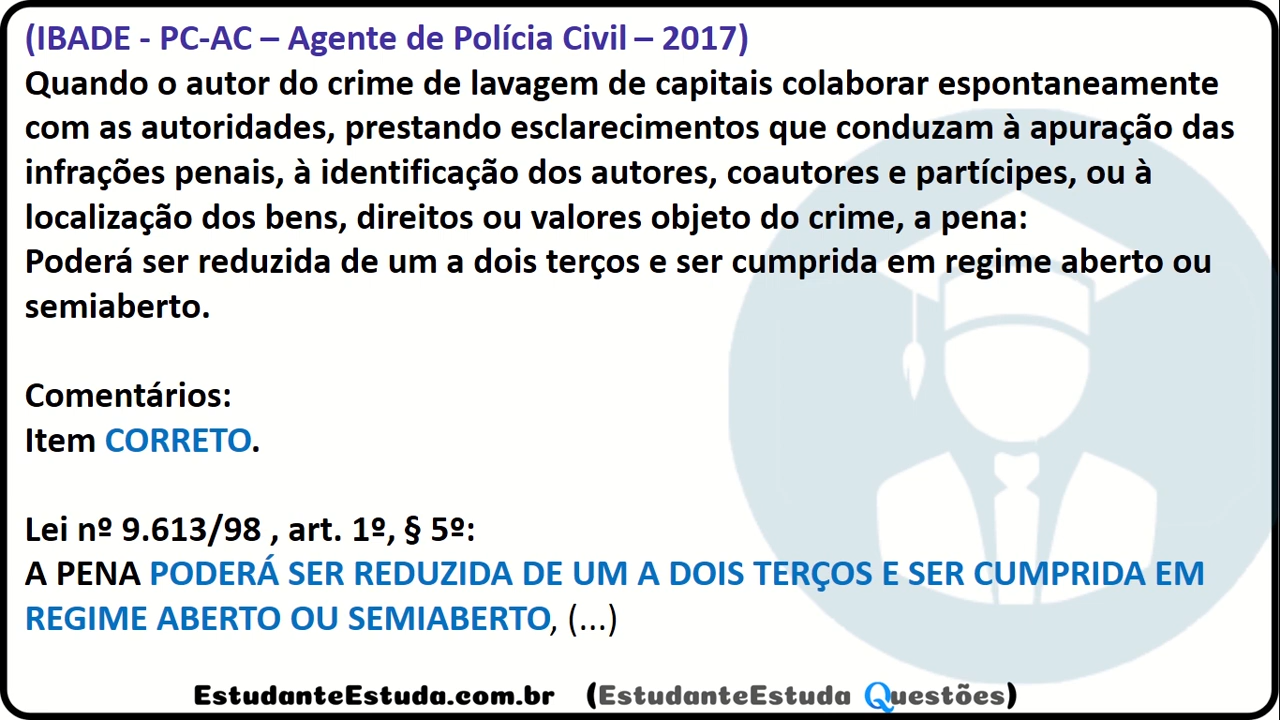 (IBADE - PC-AC – Agente de Polícia Civil – 2017)
Quando o autor do crime de lavagem de capitais colaborar espontaneamente
com as autoridades, prestando esclarecimentos que conduzam à apuração das
infrações penais, à identificação dos autores, coautores e partícipes, ou à
localização dos bens, direitos ou valores objeto do crime, a pena:
Poderá ser reduzida de um a dois terços e ser cumprida em regime aberto ou
semiaberto.
Comentários:
Item CORRETO.
Lei nº 9.613/98 , art. 1º, § 5º:
A PENA PODERÁ SER REDUZIDA DE UM A DOIS TERÇOS E SER CUMPRIDA EM
REGIME ABERTO OU SEMIABERTO, (...)
EstudanteEstuda.com.br (EstudanteEstuda Questões)